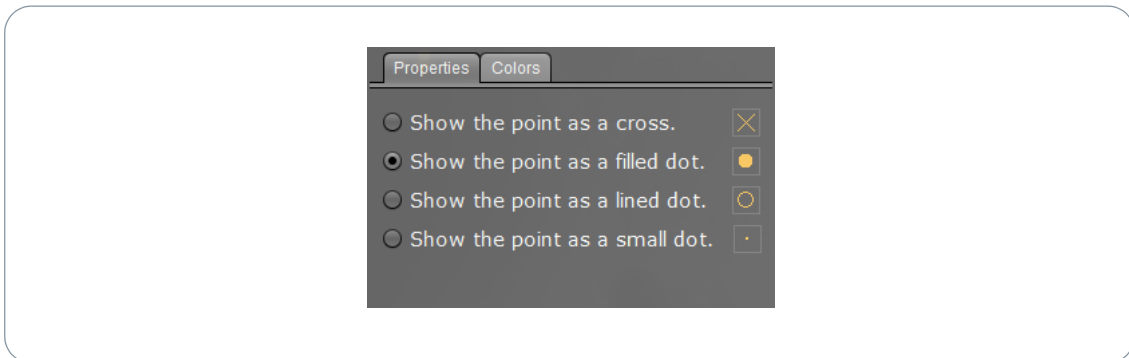 Properties Colors
Show the point as a cross.
Show the point as a filled dot.
Show the point as a lined dot.
Show the point as a small dot.